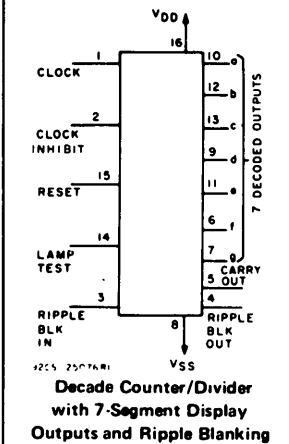 VDD
16
1
CLOCK
10 a
12 b
2
CLOCK
INHIBIT
13 c
9 d
15
RESET
11 e
14
LAMP
TEST
6 f
7 g
7 DECODED OUTPUTS
CARRY
OUT
5
3
RIPPLE
BLK
IN
4
RIPPLE
BLK
OUT
8
VSS
92CS-25076R1
Decade Counter/Divider
with 7-Segment Display
Outputs and Ripple Blanking